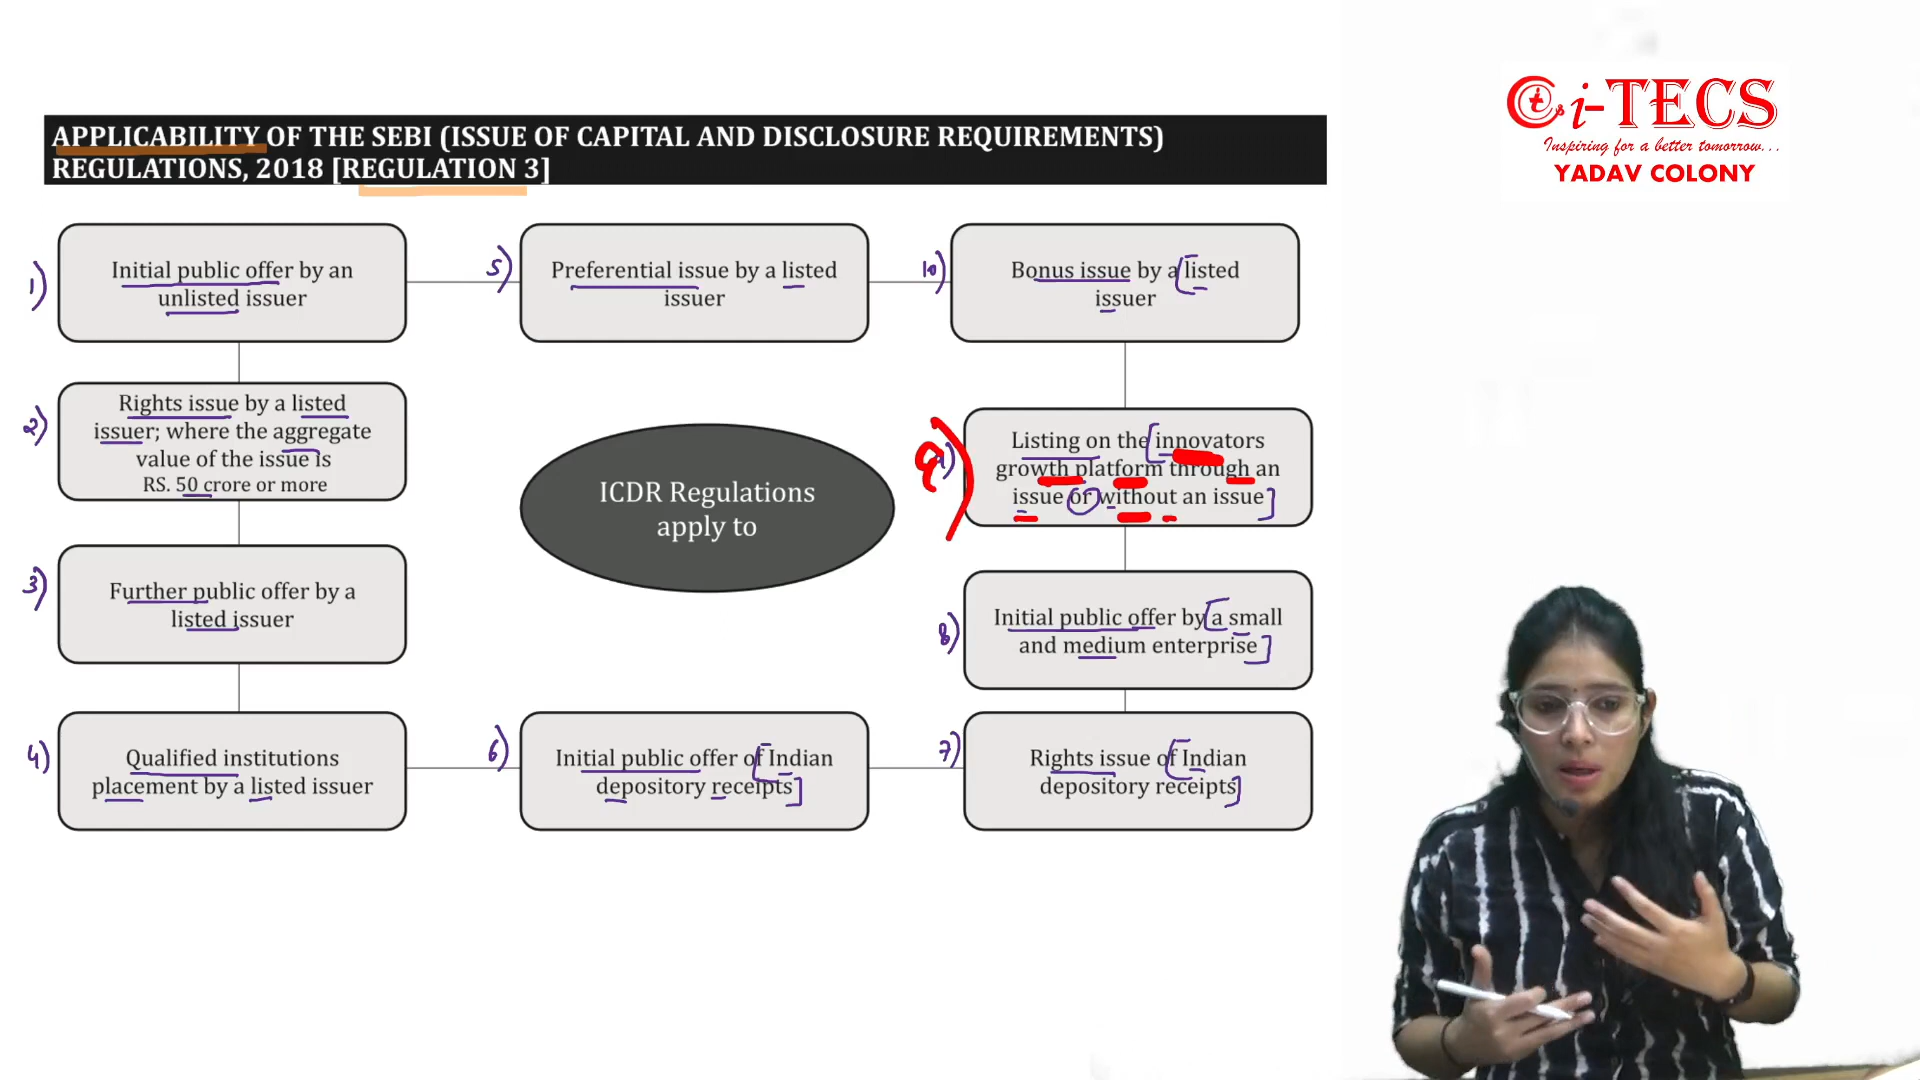 APPLICABILITY OF THE SEBI (ISSUE OF CAPITAL AND DISCLOSURE REQUIREMENTS)
REGULATIONS, 2018 [REGULATION 3]
i-TECS
Inspiring for a better tomorrow...
YADAV COLONY
1)
Initial public offer by an
unlisted issuer
2)
Rights issue by a listed
issuer; where the aggregate
value of the issue is
RS. 50 crore or more
3)
Further public offer by a
listed issuer
4)
Qualified institutions
placement by a listed issuer
5)
Preferential issue by a listed
issuer
ICDR Regulations
apply to
6)
Initial public offer of Indian
depository receipts
7)
Rights issue of Indian
depository receipts
8)
Initial public offer by a small
and medium enterprise
9)
Listing on the innovators
growth platform through an
issue or without an issue
10)
Bonus issue by a listed
issuer